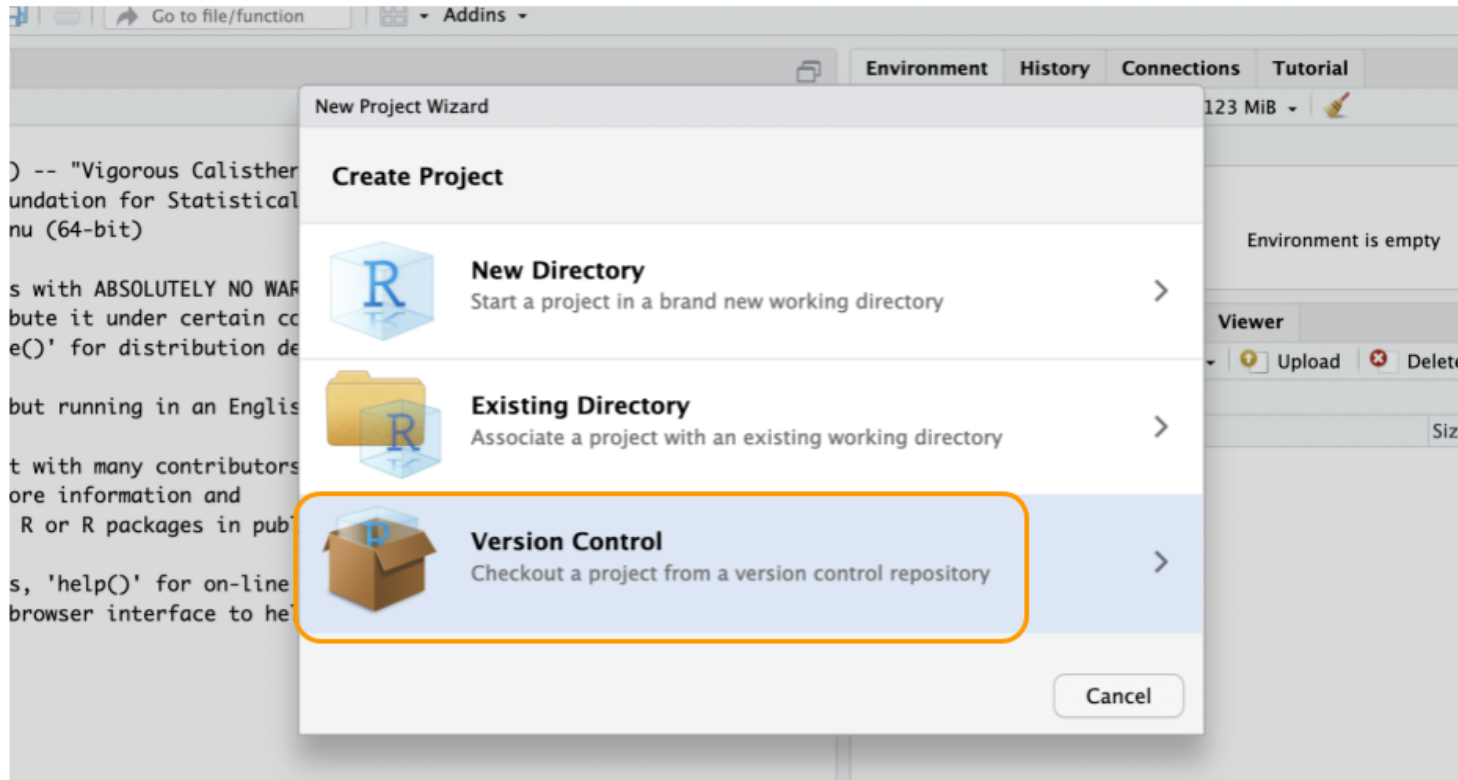 Go to file/function
Addins
Environment History Connections Tutorial
New Project Wizard
123 MiB
) -- "Vigorous Calisther
Create Project
undation for Statistical
nu (64-bit)
Environment is empty
New Directory
Start a project in a brand new working directory
s with ABSOLUTELY NO WAR
bute it under certain co
e()' for distribution de
Viewer
Upload Delete
Existing Directory
Associate a project with an existing working directory
but running in an Englis
Siz
t with many contributors
ore information and
R or R packages in publ
Version Control
Checkout a project from a version control repository
s, 'help()' for on-line
browser interface to hel
Cancel